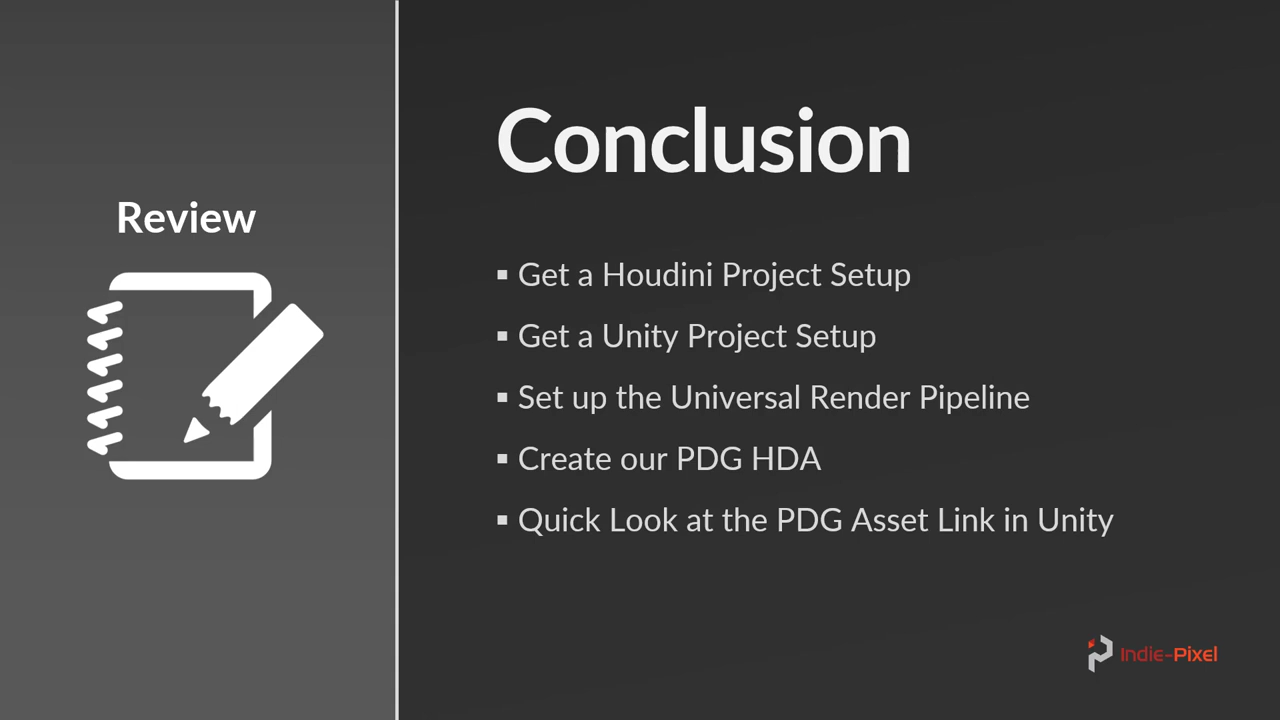 Review
Conclusion
▪ Get a Houdini Project Setup
▪ Get a Unity Project Setup
▪ Set up the Universal Render Pipeline
▪ Create our PDG HDA
▪ Quick Look at the PDG Asset Link in Unity
Indie-Pixel